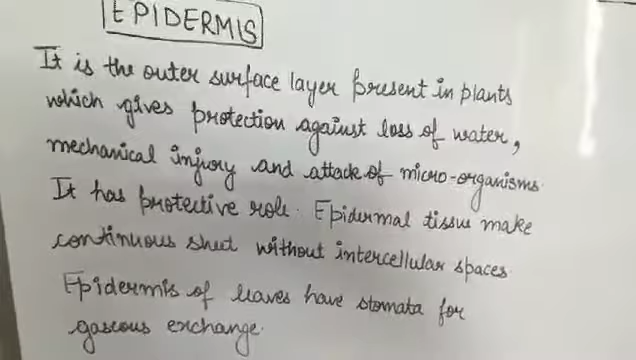 EPIDERMIS
It is the outer surface layer present in plants
which gives protection against loss of water,
mechanical injury and attack of micro-organisms.
It has protective role. Epidermal tissue make
continuous sheet without intercellular spaces
Epidermis of leaves have stomata for
gaseous exchange.